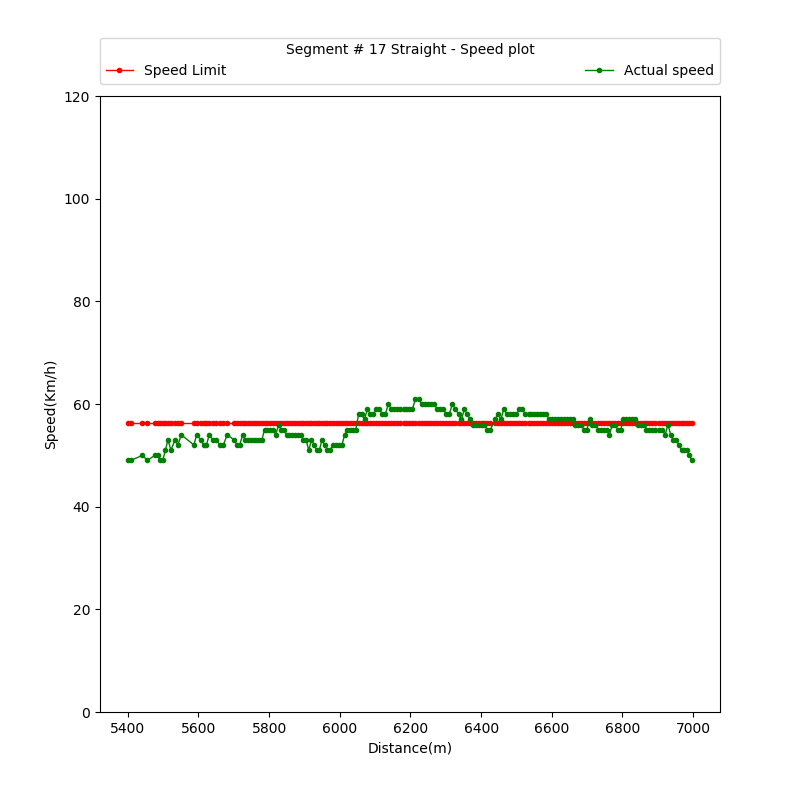 Segment # 17 Straight - Speed plot
Speed Limit
Actual speed
120
100
80
60
40
20
0
Speed(Km/h)
5400 5600 5800 6000 6200 6400 6600 6800 7000
Distance(m)